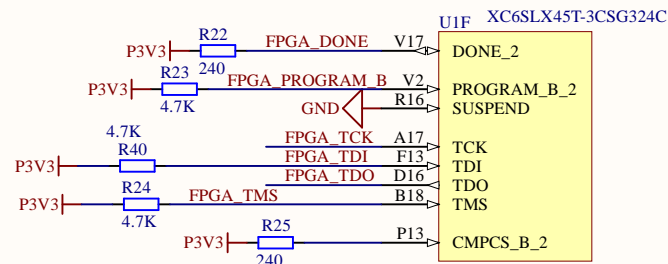 U1F XC6SLX45T-3CSG324C
R22 FPGA_DONE V17 DONE_2
P3V3
240
R23 FPGA_PROGRAM_B V2 PROGRAM_B_2
P3V3
4.7K
GND R16 SUSPEND
4.7K
FPGA_TCK A17 TCK
R40 FPGA_TDI F13 TDI
P3V3
FPGA_TDO D16 TDO
R24 FPGA_TMS B18 TMS
P3V3
4.7K
R25 P13 CMPCS_B_2
P3V3
240